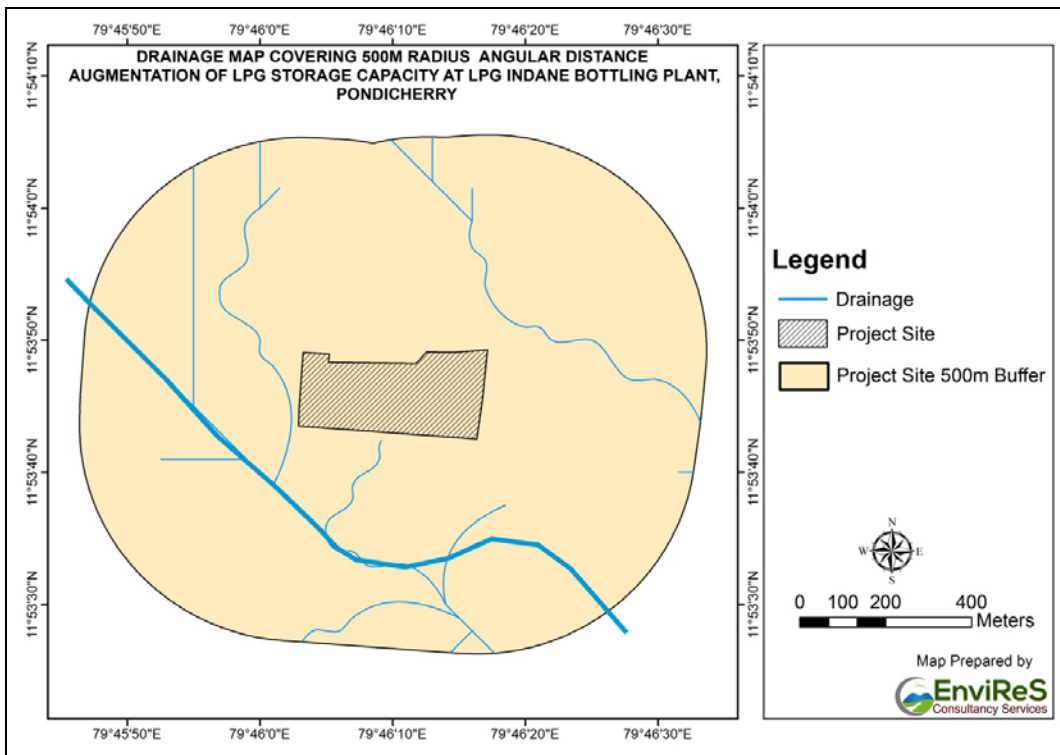 79°45'50"E 79°46'0"E 79°46'10"E 79°46'20"E 79°46'30"E
DRAINAGE MAP COVERING 500M RADIUS ANGULAR DISTANCE
AUGMENTATION OF LPG STORAGE CAPACITY AT LPG INDANE BOTTLING PLANT,
PONDICHERRY
11°54'10"N
11°54'0"N
11°53'50"N
11°53'40"N
11°53'30"N
11°54'10"N
11°54'0"N
11°53'50"N
11°53'40"N
11°53'30"N
79°45'50"E 79°46'0"E 79°46'10"E 79°46'20"E 79°46'30"E
Legend
Drainage
Project Site
Project Site 500m Buffer
N
W E
S
0 100 200 400
Meters
Map Prepared by
EnviReS
Consultancy Services